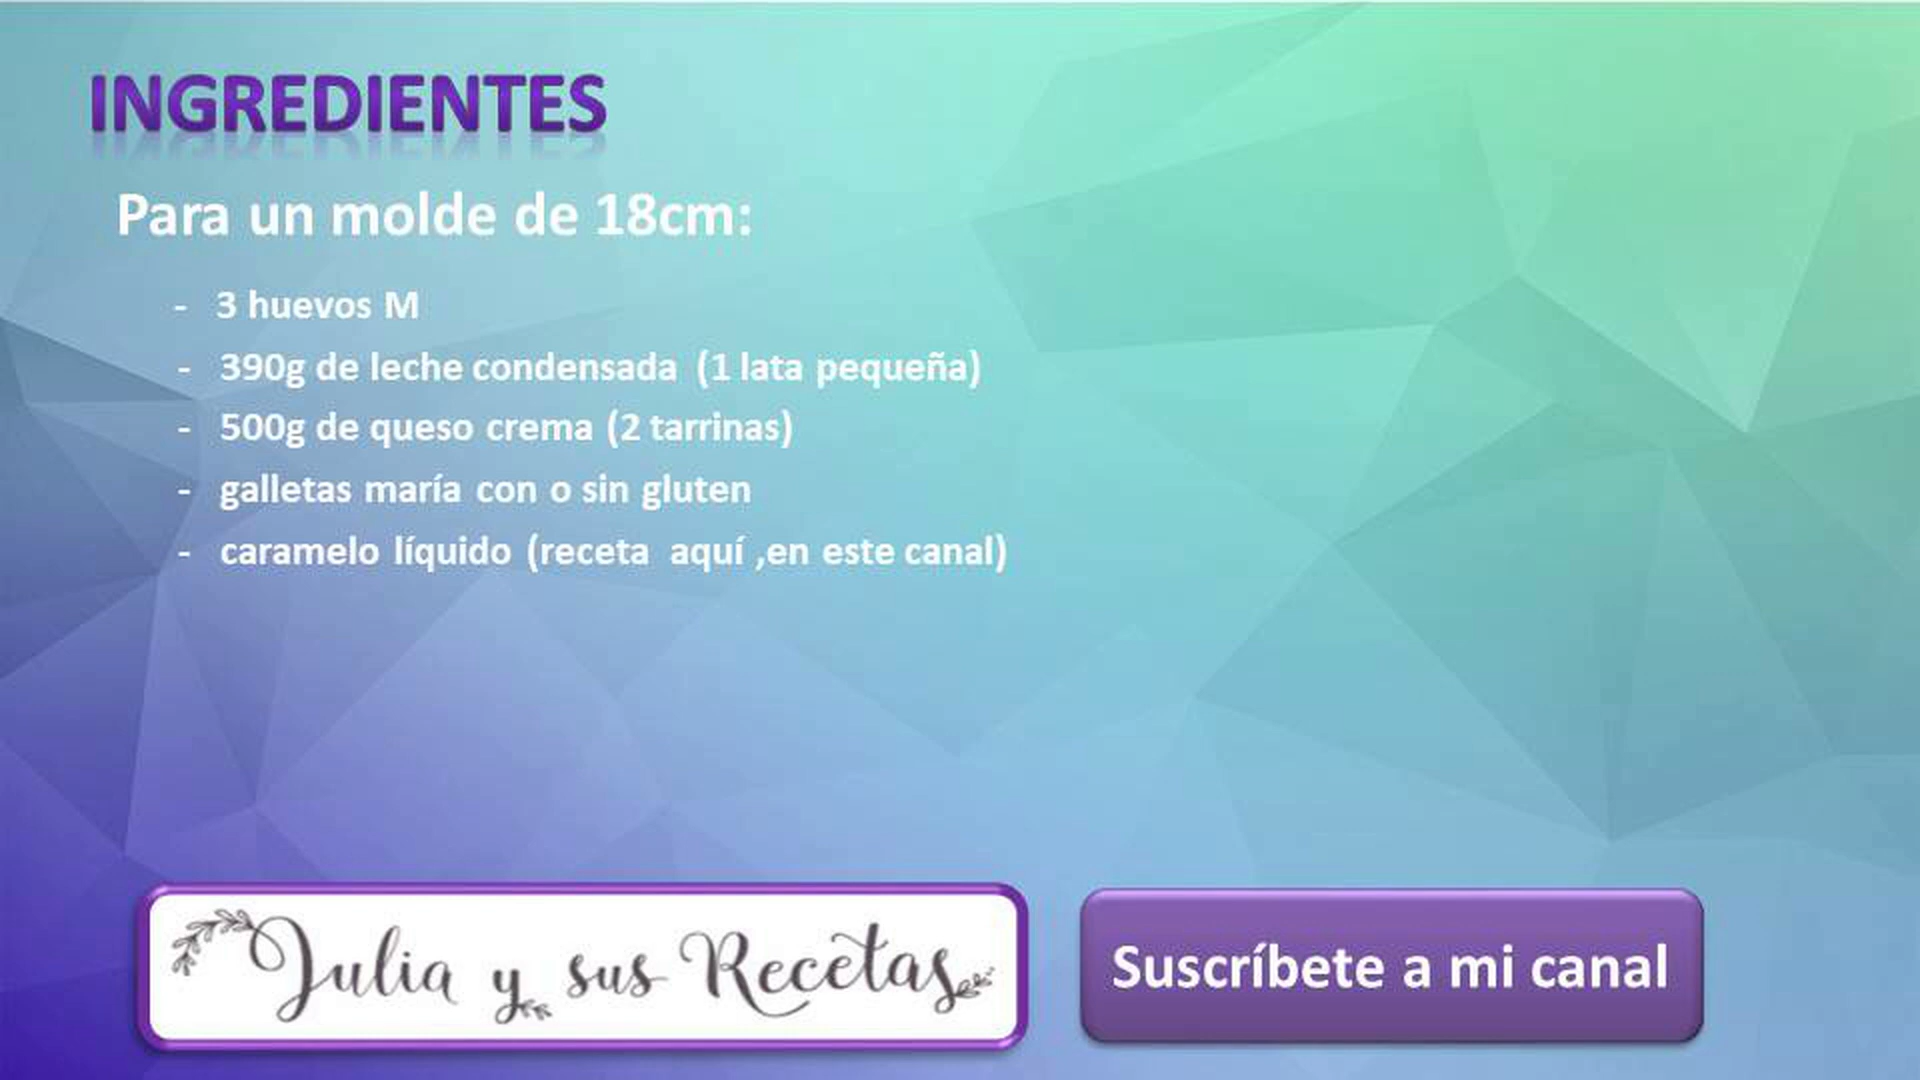 INGREDIENTES
Para un molde de 18cm:
- 3 huevos M
- 390g de leche condensada (1 lata pequeña)
- 500g de queso crema (2 tarrinas)
- galletas maría con o sin gluten
- caramelo líquido (receta aquí ,en este canal)
Julia y sus Recetas
Suscríbete a mi canal